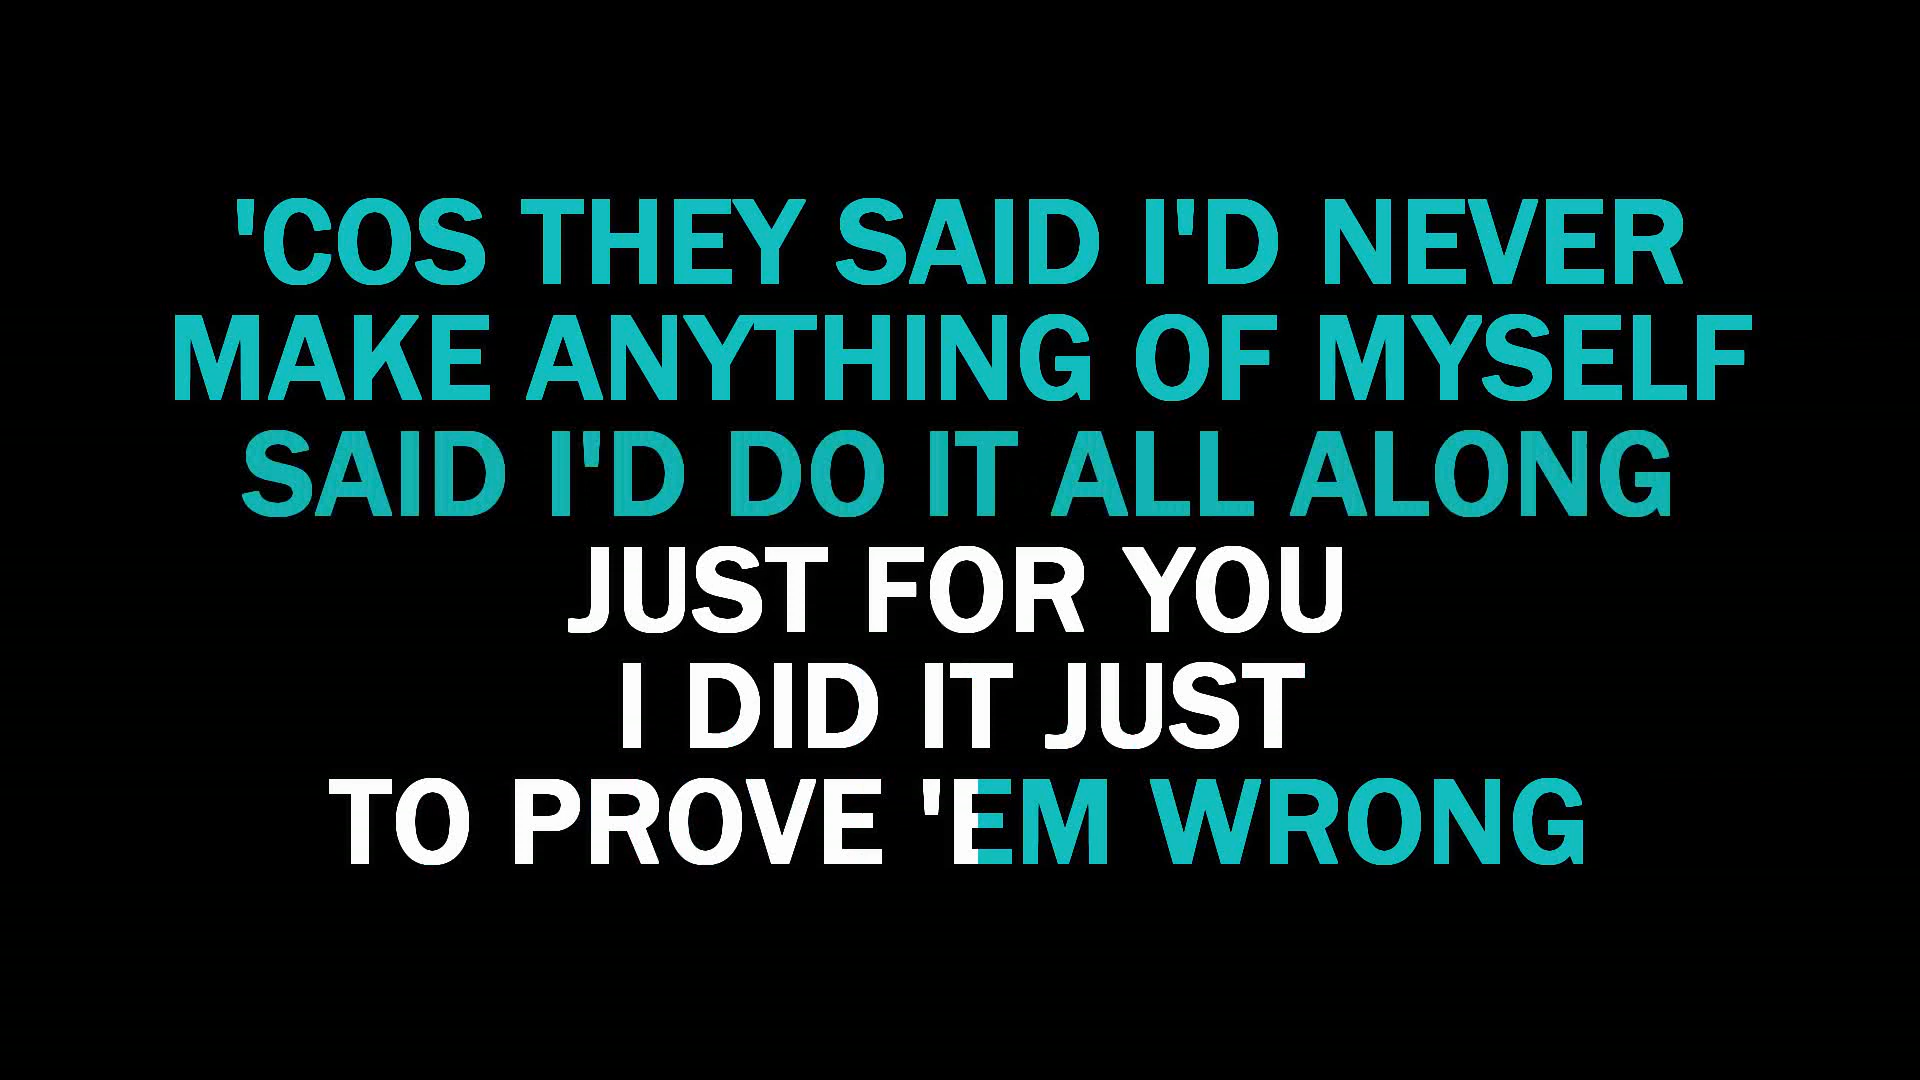 'COS THEY SAID I'D NEVER
MAKE ANYTHING OF MYSELF
SAID I'D DO IT ALL ALONG
JUST FOR YOU
I DID IT JUST
TO PROVE 'EM WRONG